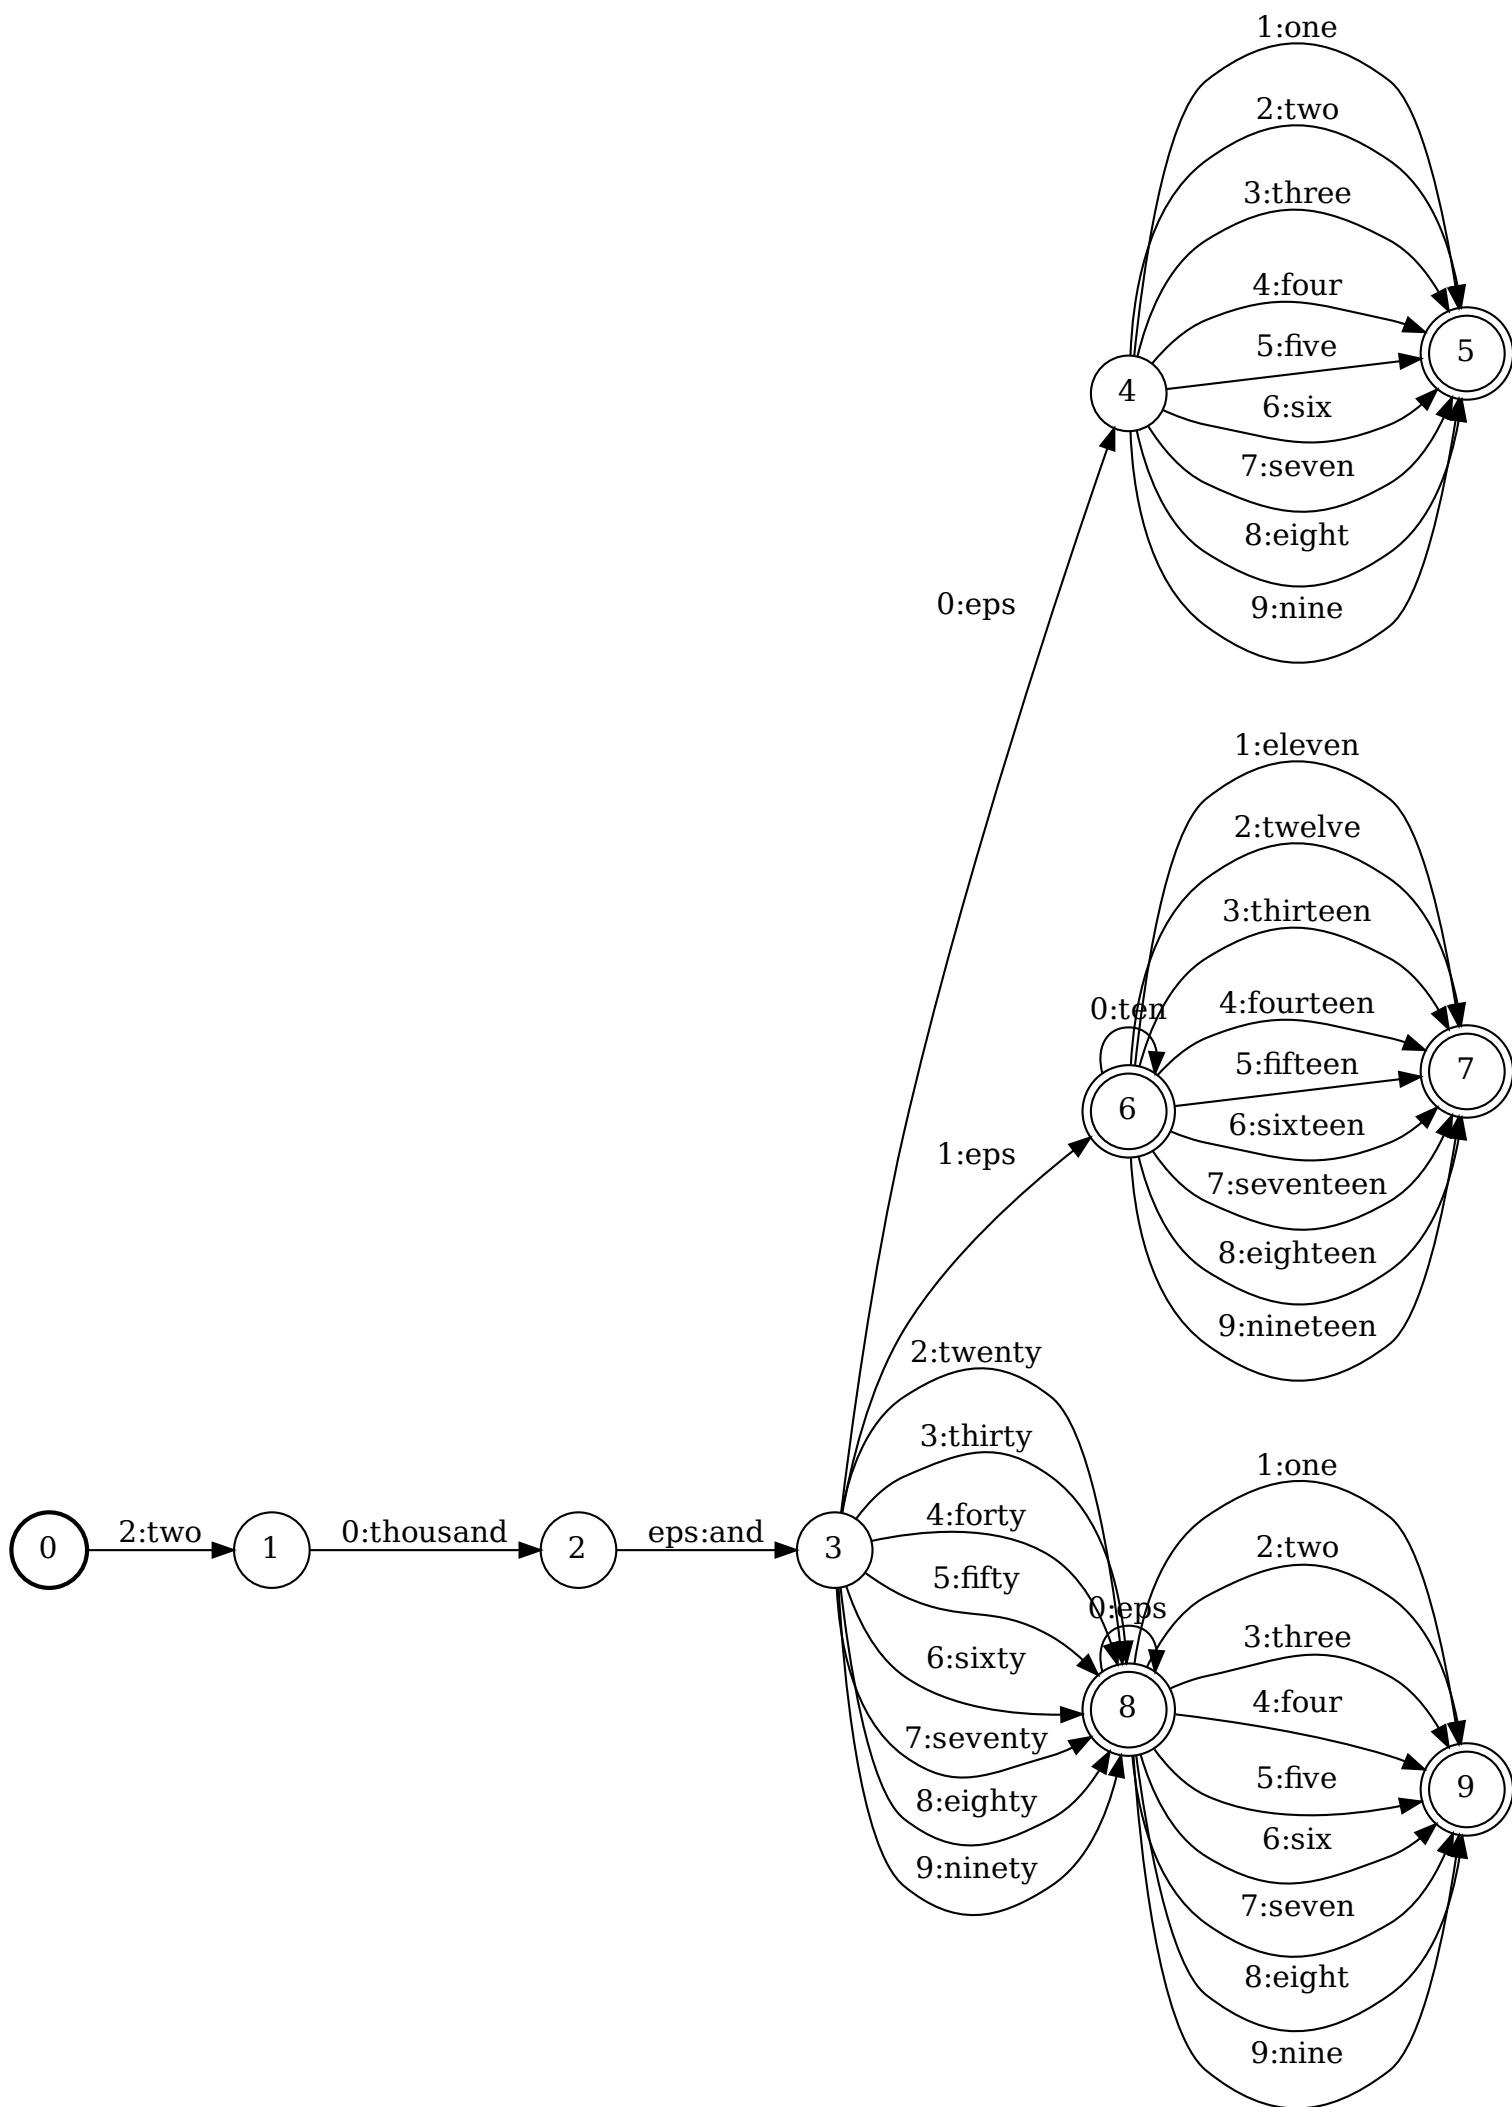 1:one
2:two
3:three
4:four
5:five
6:six
7:seven
8:eight
9:nine
4
5
0:eps
1:eleven
2:twelve
3:thirteen
4:fourteen
5:fifteen
6:sixteen
7:seventeen
8:eighteen
9:nineteen
0:ten
6
7
1:eps
2:twenty
3:thirty
4:forty
5:fifty
6:sixty
7:seventy
8:eighty
9:ninety
0
2:two
1
0:thousand
2
eps:and
3
0:eps
8
1:one
2:two
3:three
4:four
5:five
6:six
7:seven
8:eight
9:nine
9